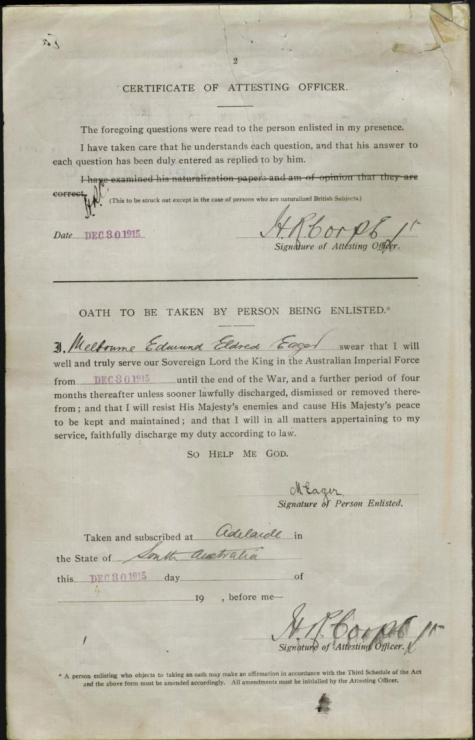 2
CERTIFICATE OF ATTESTING OFFICER.
The foregoing questions were read to the person enlisted in my presence.
I have taken care that he understands each question, and that his answer to
each question has been duly entered as replied to by him.
I have examined his naturalization papers and am of opinion that they are
correct.
(This to be struck out except in the case of persons who are naturalized British Subjects.)
Date DEC 30 1915
Signature of Attesting Officer.
OATH TO BE TAKEN BY PERSON BEING ENLISTED.*
I, Melbourne Edmund Eldred Eager swear that I will
well and truly serve our Sovereign Lord the King in the Australian Imperial Force
from DEC 30 1915 until the end of the War, and a further period of four
months thereafter unless sooner lawfully discharged, dismissed or removed there-
from; and that I will resist His Majesty's enemies and cause His Majesty's peace
to be kept and maintained; and that I will in all matters appertaining to my
service, faithfully discharge my duty according to law.
SO HELP ME GOD.
M Eager
Signature of Person Enlisted.
Taken and subscribed at Adelaide in
the State of South Australia
this DEC 30 1915 day of
19 , before me—
Signature of Attesting Officer.
* A person enlisting who objects to taking an oath may make an affirmation in accordance with the Third Schedule of the Act
and the above form must be amended accordingly. All amendments must be initialled by the Attesting Officer.